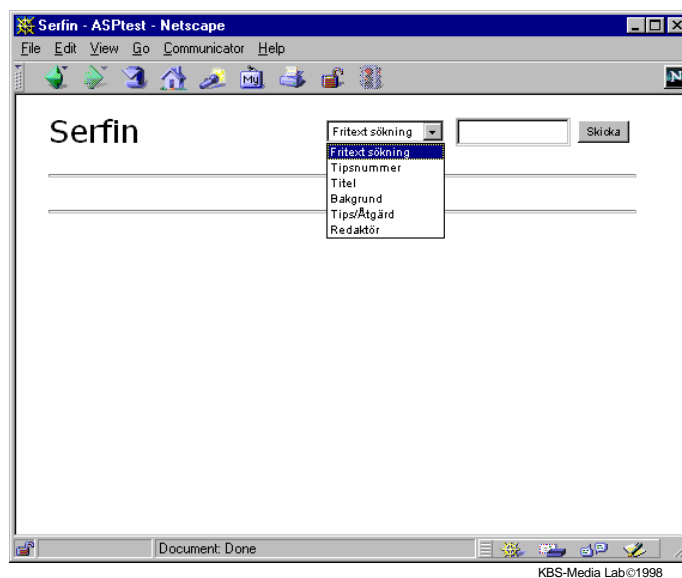 Serfin - ASPtest - Netscape
File Edit View Go Communicator Help
My
N
Serfin
Fritext sökning
Skicka
Fritext sökning
Tipsnummer
Titel
Bakgrund
Tips/Åtgärd
Redaktör
Document: Done
KBS-Media Lab©1998